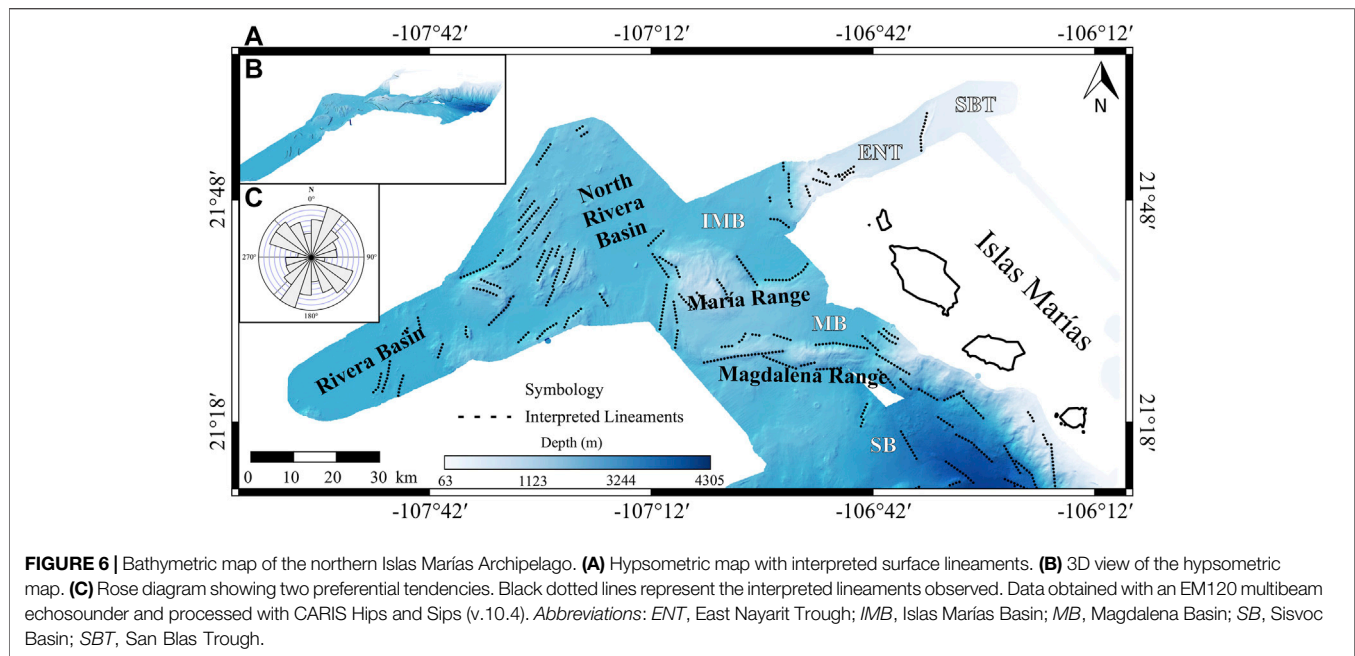 A
-107°42'
-107°12'
-106°42'
-106°12'
B
N
SBT
ENT
21°48'
21°48'
C
N
0°
270°
90°
180°
North
Rivera
Basin
IMB
Islas Marías
María Range
MB
Rivera Basin
Magdalena Range
Symbology
Interpreted Lineaments
21°18'
21°18'
SB
Depth (m)
0 10 20 30 km
63 1123 3244 4305
-107°42'
-107°12'
-106°42'
-106°12'
FIGURE 6 | Bathymetric map of the northern Islas Marías Archipelago. (A) Hypsometric map with interpreted surface lineaments. (B) 3D view of the hypsometric
map. (C) Rose diagram showing two preferential tendencies. Black dotted lines represent the interpreted lineaments observed. Data obtained with an EM120 multibeam
echosounder and processed with CARIS Hips and Sips (v.10.4). Abbreviations: ENT, East Nayarit Trough; IMB, Islas Marías Basin; MB, Magdalena Basin; SB, Sisvoc
Basin; SBT, San Blas Trough.